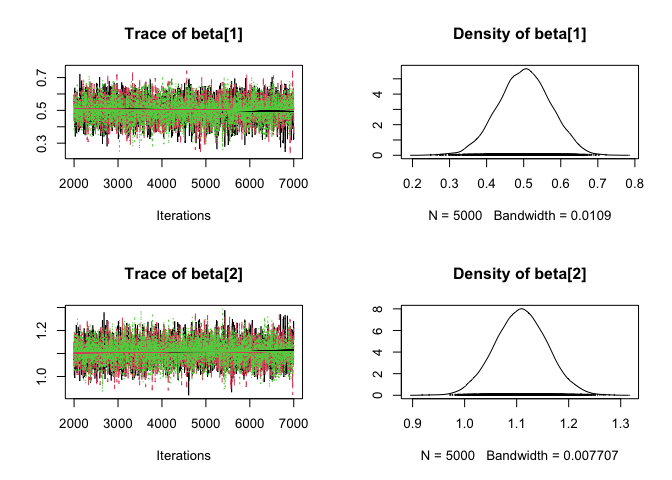 Trace of beta[1]
0.3 0.5 0.7
2000 3000 4000 5000 6000 7000
Iterations
Density of beta[1]
0 2 4
0.2 0.3 0.4 0.5 0.6 0.7 0.8
N = 5000 Bandwidth = 0.0109
Trace of beta[2]
1.0 1.2
2000 3000 4000 5000 6000 7000
Iterations
Density of beta[2]
0 2 4 6 8
0.9 1.0 1.1 1.2 1.3
N = 5000 Bandwidth = 0.007707